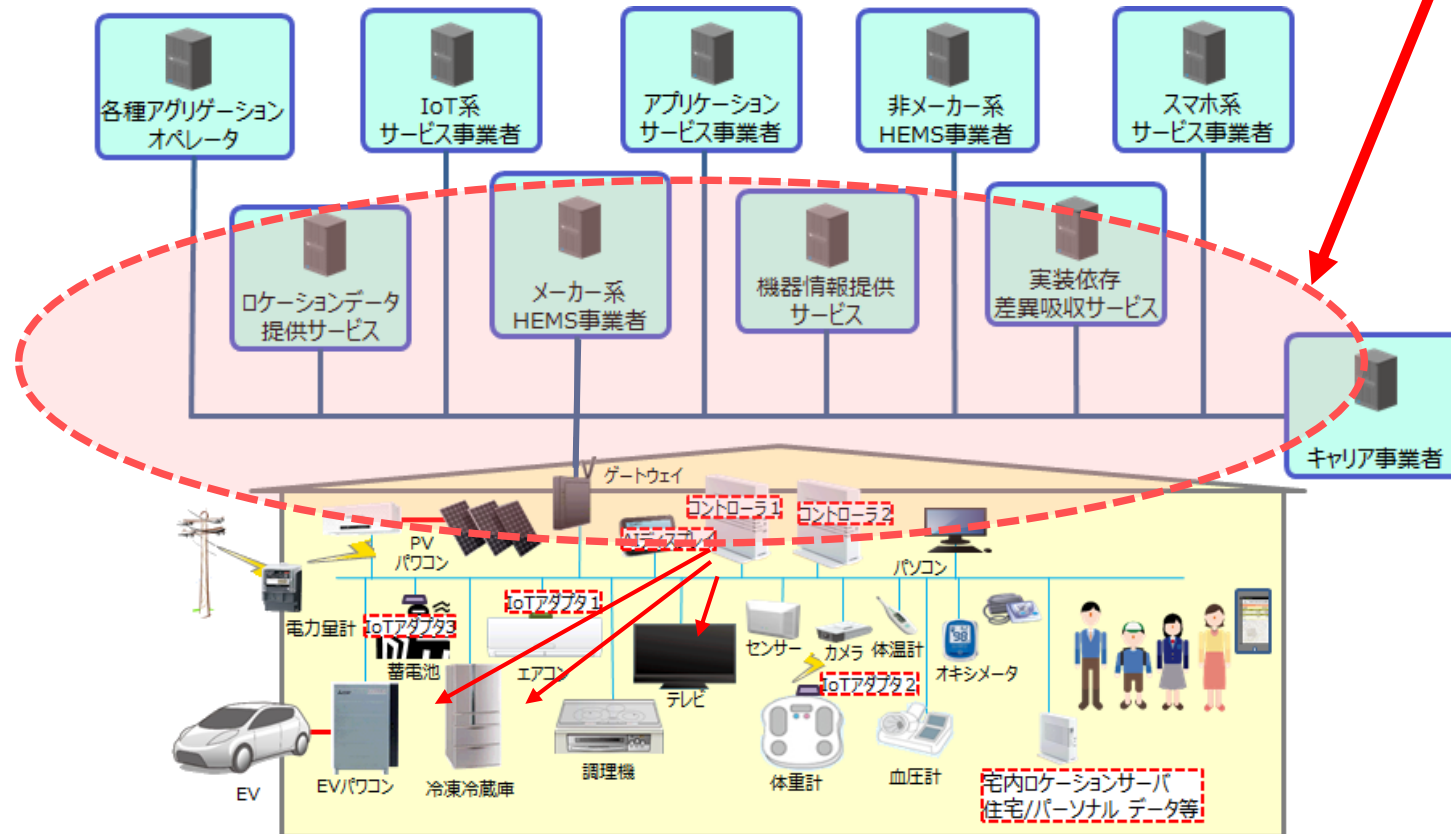 各種アグリゲーション
オペレータ
IoT系
サービス事業者
アプリケーション
サービス事業者
非メーカー系
HEMS事業者
スマホ系
サービス事業者
ロケーションデータ
提供サービス
メーカー系
HEMS事業者
機器情報提供
サービス
実装依存
差異吸収サービス
キャリア事業者
ゲートウェイ
コントローラ1
コントローラ2
AIディスプレイ
PV
パワコン
パソコン
電力量計
IoTアダプタ3
蓄電池
IoTアダプタ1
エアコン
テレビ
センサー
カメラ
体温計
98
オキシメータ
IoTアダプタ2
EV
EVパワコン
冷凍冷蔵庫
調理機
体重計
血圧計
宅内ロケーションサーバ
住宅/パーソナル データ等